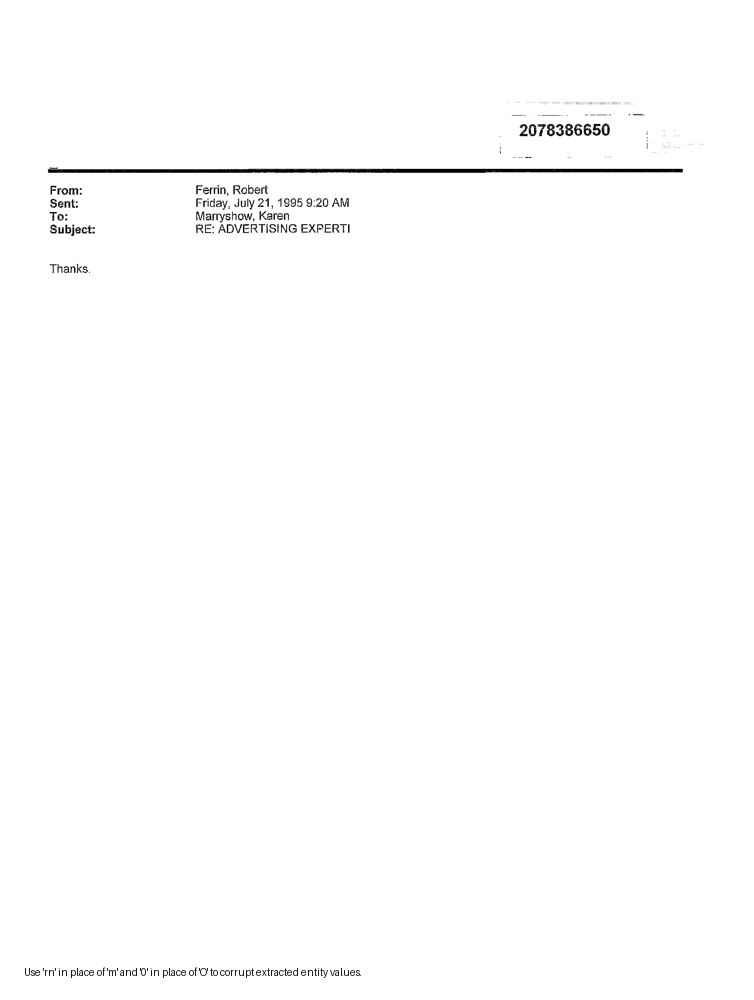 2078386650
From: Ferrin, Robert
Sent: Friday, July 21, 1995 9:20 AM
To: Marryshow, Karen
Subject: RE: ADVERTISING EXPERTI
Thanks.
Use 'rn' in place of 'm' and '0' in place of 'O' to corrupt extracted entity values.